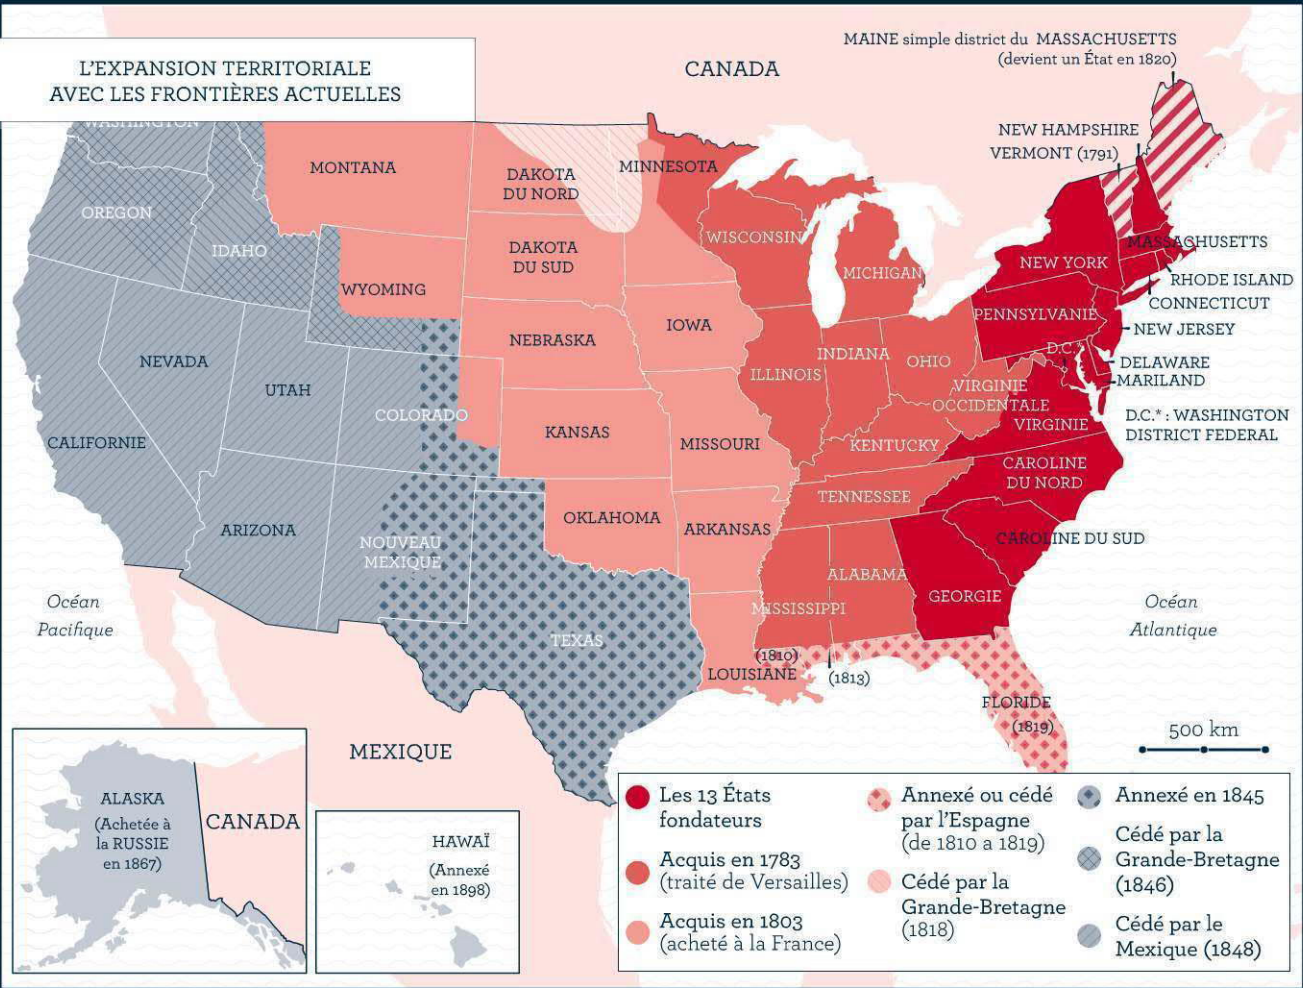 L'EXPANSION TERRITORIALE
AVEC LES FRONTIÈRES ACTUELLES
CANADA
MAINE simple district du MASSACHUSETTS
(devient un État en 1820)
NEW HAMPSHIRE
VERMONT (1791)
WASHINGTON
MONTANA
DAKOTA
DU NORD
MINNESOTA
OREGON
IDAHO
DAKOTA
DU SUD
WISCONSIN
MICHIGAN
MASSACHUSETTS
NEW YORK
RHODE ISLAND
CONNECTICUT
WYOMING
NEBRASKA
IOWA
PENNSYLVANIE
NEW JERSEY
NEVADA
UTAH
ILLINOIS
INDIANA
OHIO
D.C.*
DELAWARE
MARILAND
VIRGINIE
OCCIDENTALE
VIRGINIE
D.C.* : WASHINGTON
DISTRICT FEDERAL
CALIFORNIE
COLORADO
KANSAS
MISSOURI
KENTUCKY
CAROLINE
DU NORD
TENNESSEE
ARIZONA
NOUVEAU
MEXIQUE
OKLAHOMA
ARKANSAS
CAROLINE DU SUD
ALABAMA
MISSISSIPPI
GEORGIE
Océan
Pacifique
Océan
Atlantique
TEXAS
(1810)
LOUISIANE
(1813)
FLORIDE
(1819)
500 km
MEXIQUE
ALASKA
(Achetée à
la RUSSIE
en 1867)
CANADA
HAWAÏ
(Annexé
en 1898)
Les 13 États
fondateurs
Acquis en 1783
(traité de Versailles)
Acquis en 1803
(acheté à la France)
Annexé ou cédé
par l'Espagne
(de 1810 a 1819)
Cédé par la
Grande-Bretagne
(1818)
Annexé en 1845
Cédé par la
Grande-Bretagne
(1846)
Cédé par le
Mexique (1848)